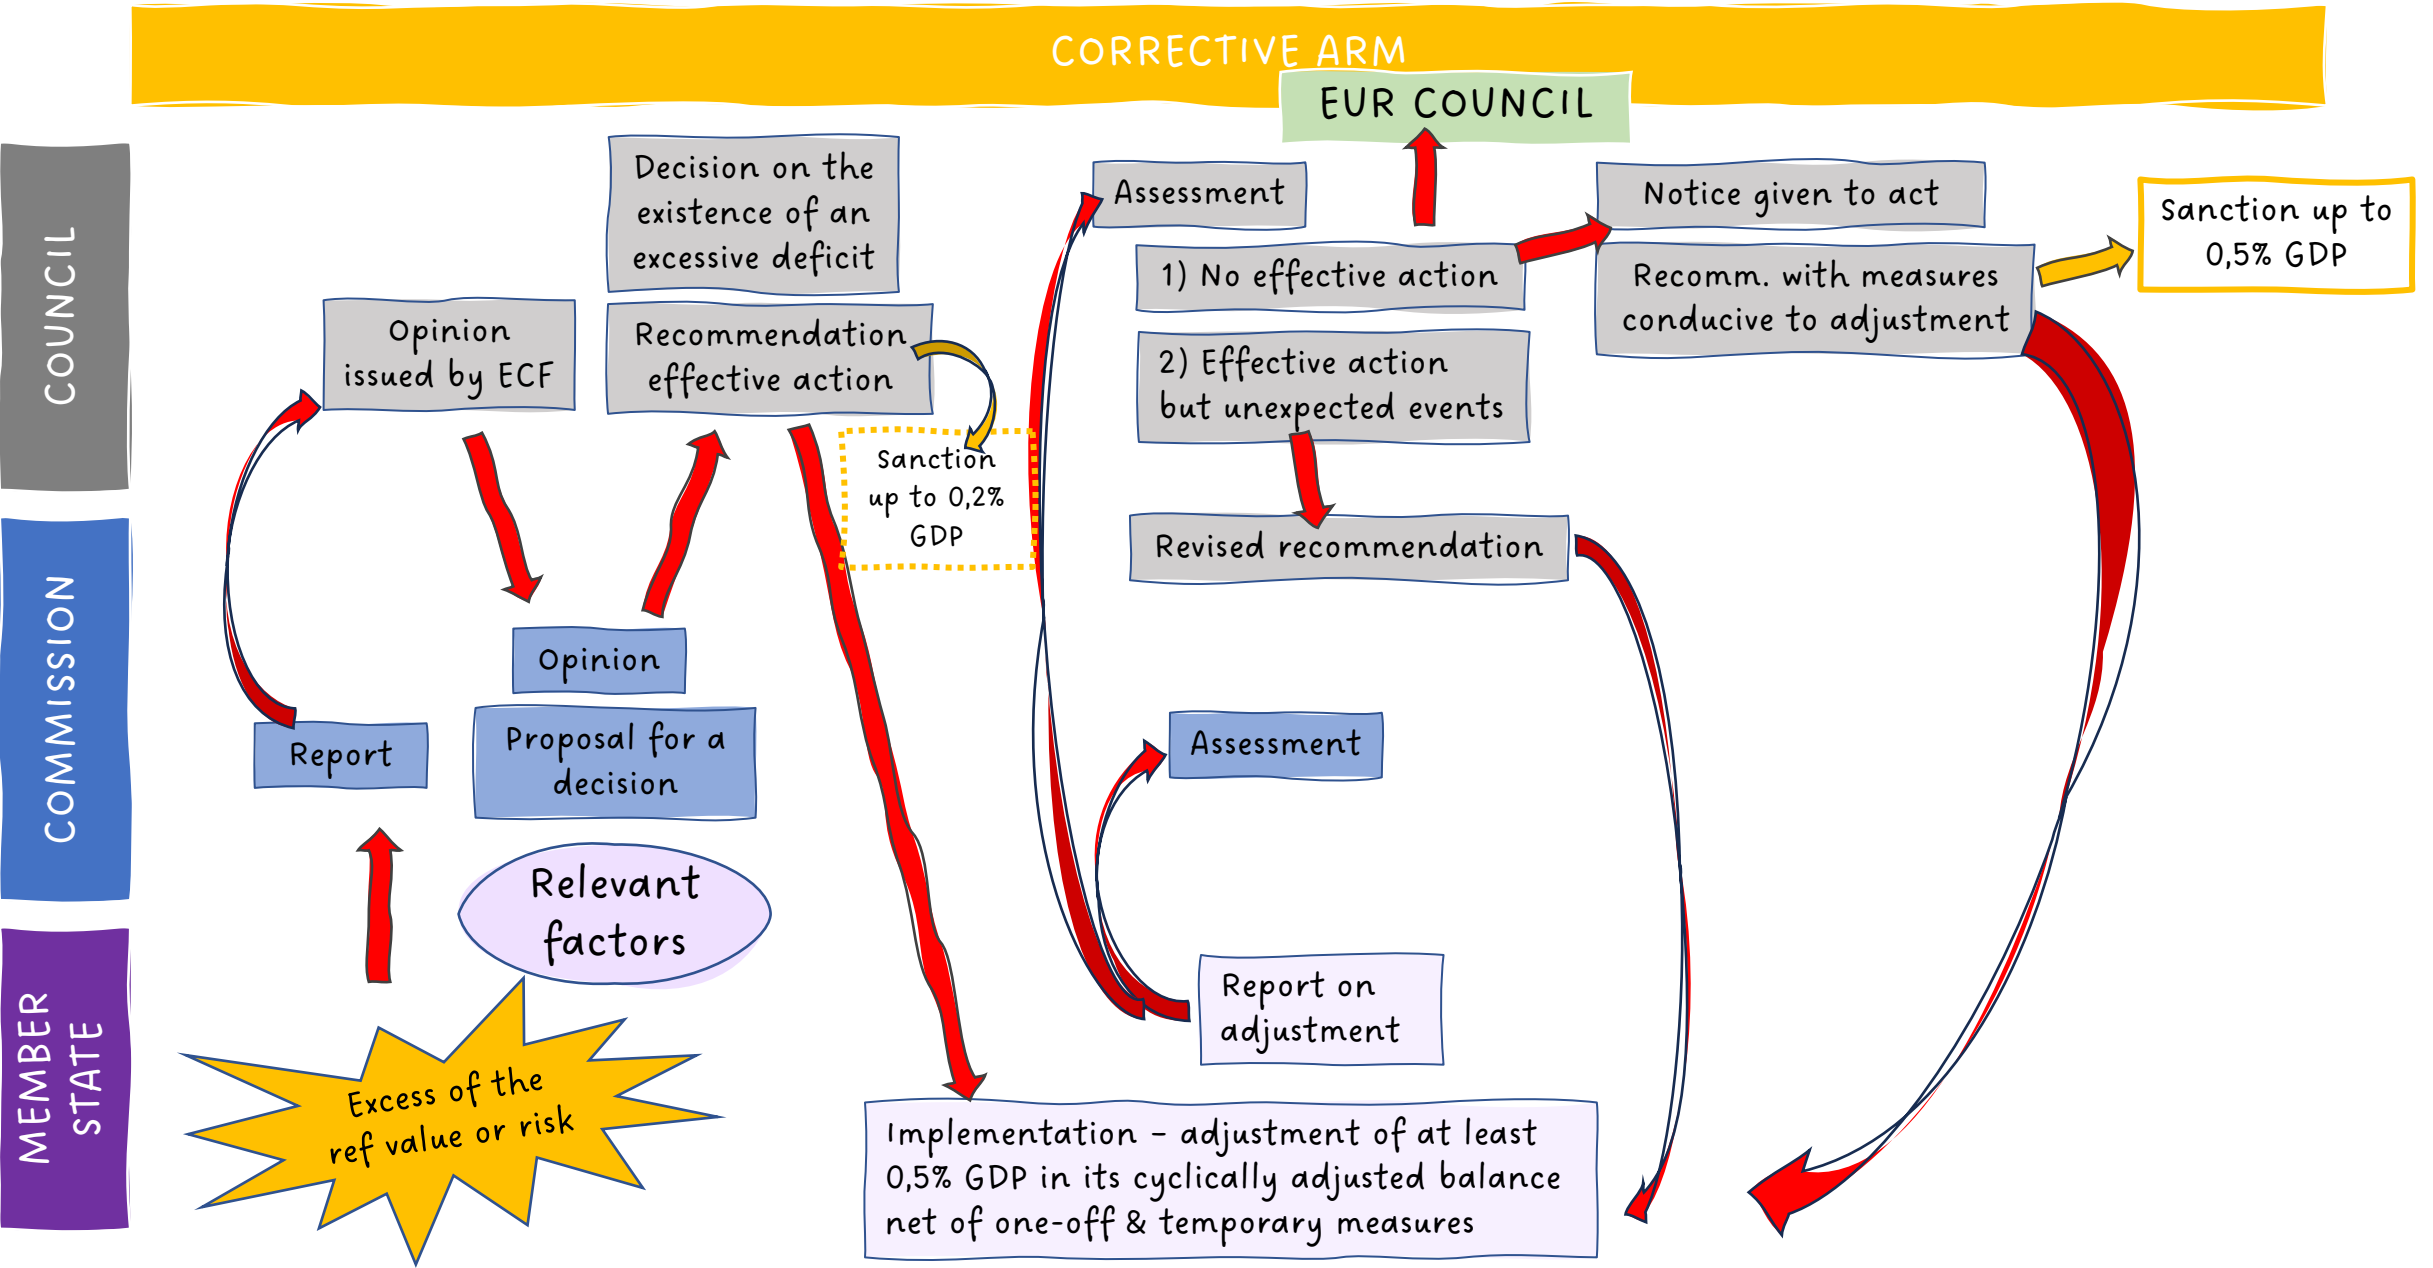 CORRECTIVE ARM
EUR COUNCIL
COUNCIL
COMMISSION
MEMBER
STATE
Opinion
issued by ECF
Decision on the
existence of an
excessive deficit
Recommendation
effective action
Sanction
up to 0,2%
GDP
Report
Opinion
Proposal for a
decision
Relevant
factors
Excess of the
ref value or risk
Assessment
1) No effective action
2) Effective action
but unexpected events
Revised recommendation
Notice given to act
Recomm. with measures
conducive to adjustment
Sanction up to
0,5% GDP
Assessment
Report on
adjustment
Implementation – adjustment of at least
0,5% GDP in its cyclically adjusted balance
net of one-off & temporary measures